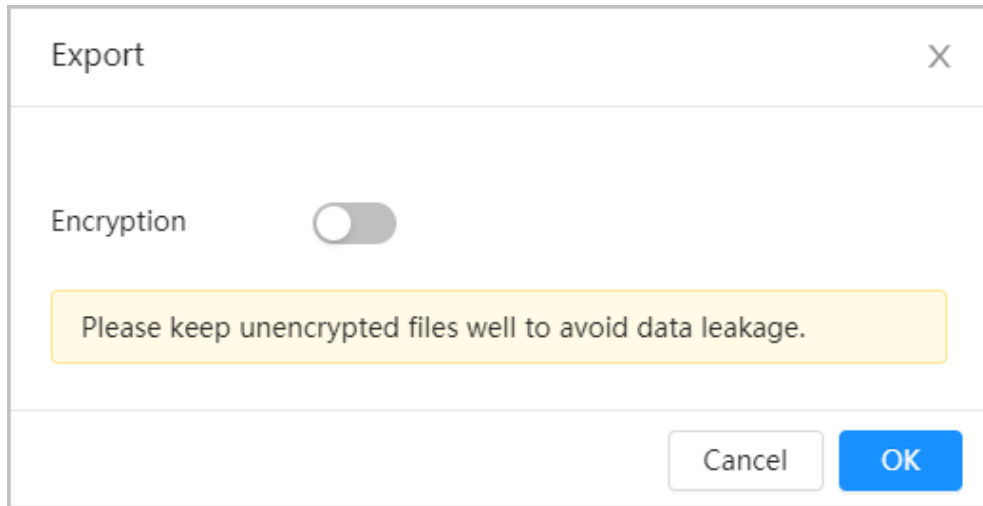 Export
Encryption
Please keep unencrypted files well to avoid data leakage.
Cancel OK